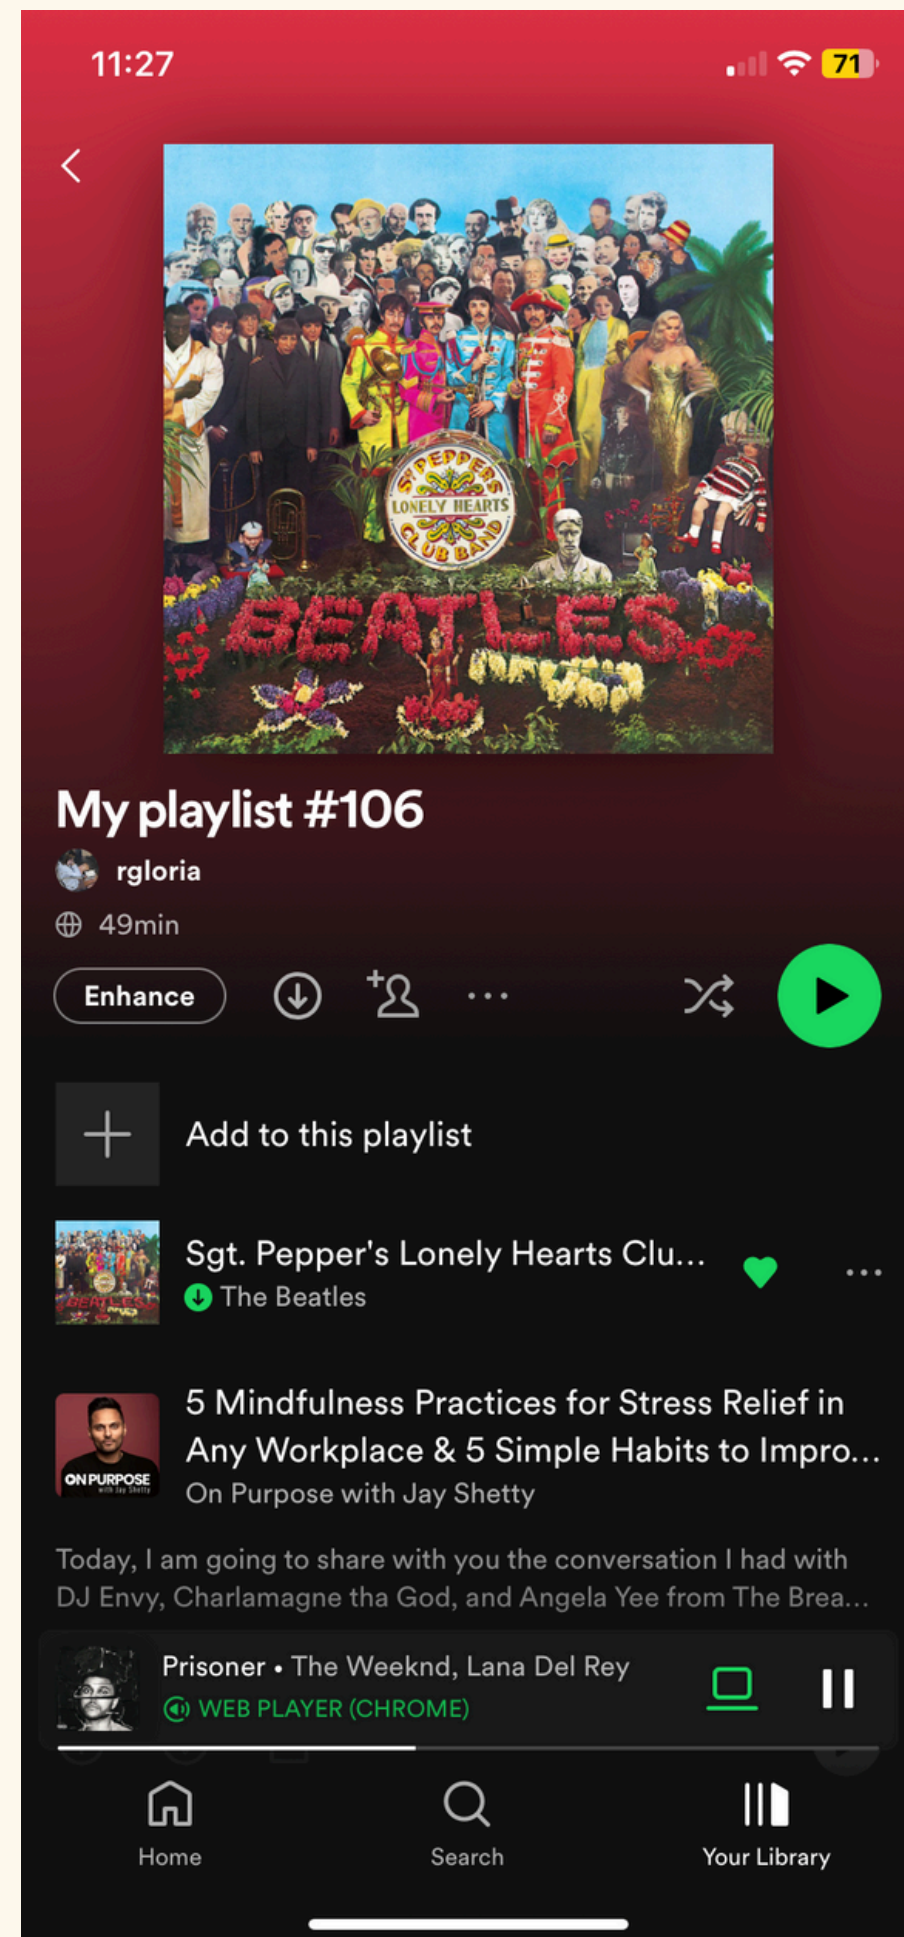 11:27
71
SGT PEPPERS
LONELY HEARTS
CLUB BAND
BEATLES
My playlist #106
rgloria
49min
Enhance
Add to this playlist
Sgt. Pepper's Lonely Hearts Clu...
The Beatles
BEATLES
5 Mindfulness Practices for Stress Relief in
Any Workplace & 5 Simple Habits to Impro...
ON PURPOSE
with Jay Shetty
On Purpose with Jay Shetty
Today, I am going to share with you the conversation I had with
DJ Envy, Charlamagne tha God, and Angela Yee from The Brea...
Prisoner • The Weeknd, Lana Del Rey
WEB PLAYER (CHROME)
Home
Search
Your Library